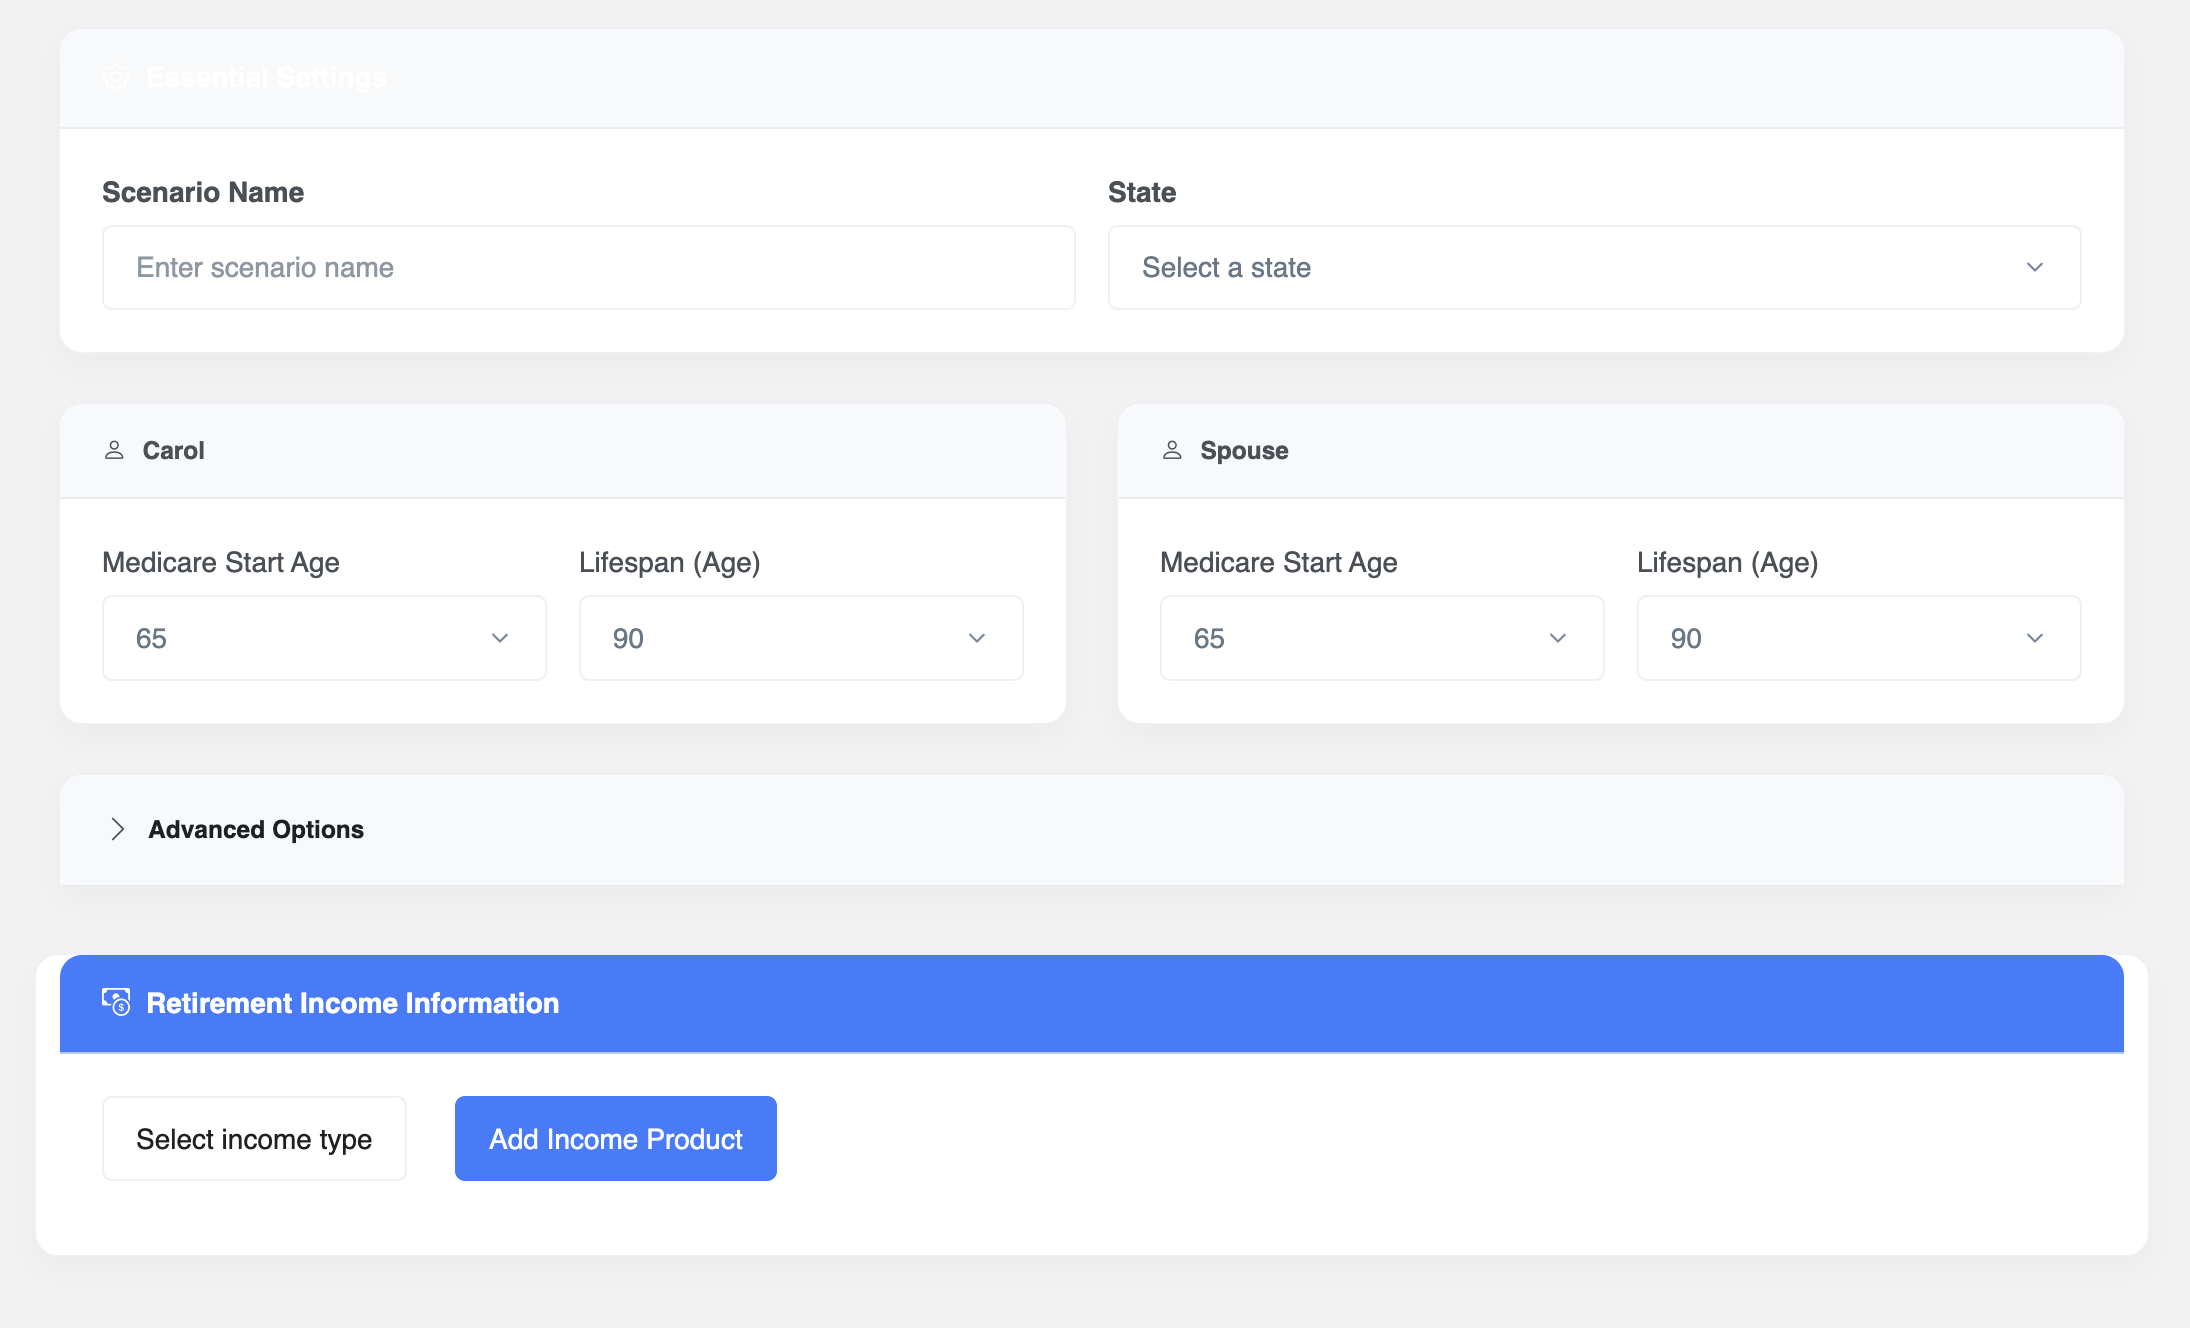 Essential Settings
Scenario Name
State
Enter scenario name
Select a state
Carol
Spouse
Medicare Start Age
Lifespan (Age)
Medicare Start Age
Lifespan (Age)
65
90
65
90
Advanced Options
Retirement Income Information
Select income type
Add Income Product